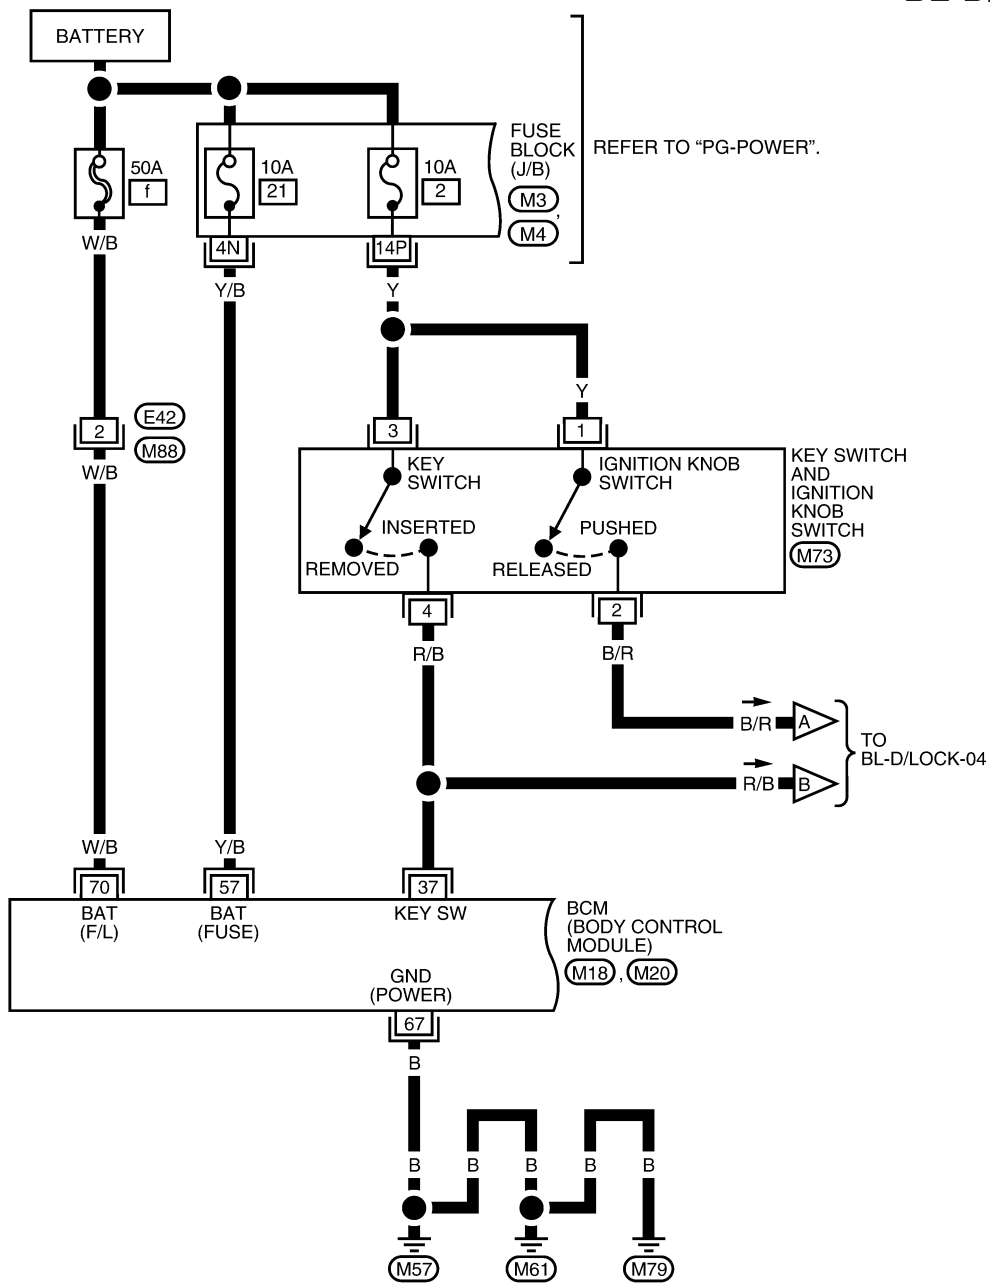 BATTERY
50A
f
10A
21
10A
2
FUSE
BLOCK
(J/B)
M3
,
M4
REFER TO “PG-POWER”.
W/B
4N
14P
Y/B
Y
Y
2
E42
M88
W/B
3
1
KEY
SWITCH
IGNITION KNOB
SWITCH
INSERTED
PUSHED
REMOVED
RELEASED
KEY SWITCH
AND
IGNITION
KNOB
SWITCH
M73
4
2
R/B
B/R
B/R
A
R/B
B
TO
BL-D/LOCK-04
W/B
Y/B
70
57
37
BAT
(F/L)
BAT
(FUSE)
KEY SW
GND
(POWER)
BCM
(BODY CONTROL
MODULE)
M18 , M20
67
B
B
B
B
B
B
M57
M61
M79